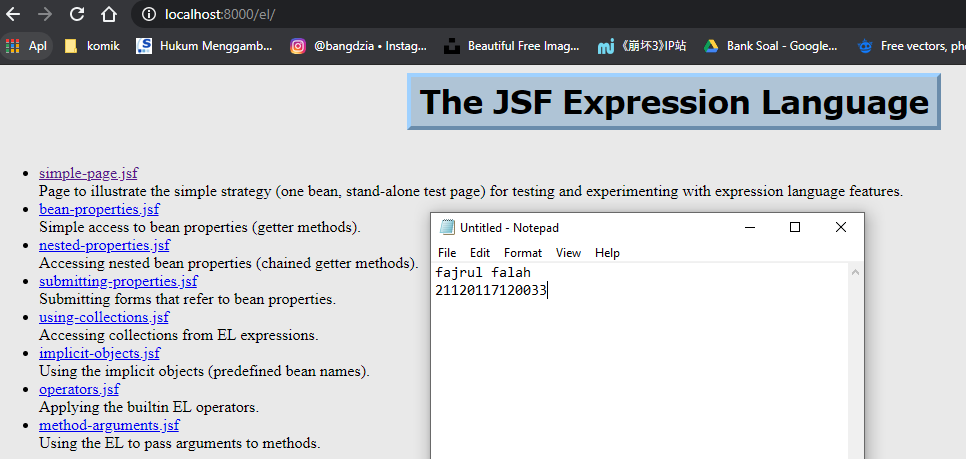 localhost:8000/el/
Apl komik Hukum Menggamb... @bangdzia • Instag... Beautiful Free Imag... 《崩坏3》IP站 Bank Soal - Google... Free vectors, pho
The JSF Expression Language
• simple-page.jsf
Page to illustrate the simple strategy (one bean, stand-alone test page) for testing and experimenting with expression language features.
• bean-properties.jsf
Simple access to bean properties (getter methods).
• nested-properties.jsf
Accessing nested bean properties (chained getter methods).
• submitting-properties.jsf
Submitting forms that refer to bean properties.
• using-collections.jsf
Accessing collections from EL expressions.
• implicit-objects.jsf
Using the implicit objects (predefined bean names).
• operators.jsf
Applying the builtin EL operators.
• method-arguments.jsf
Using the EL to pass arguments to methods.
Untitled - Notepad
File Edit Format View Help
fajrul falah
21120117120033